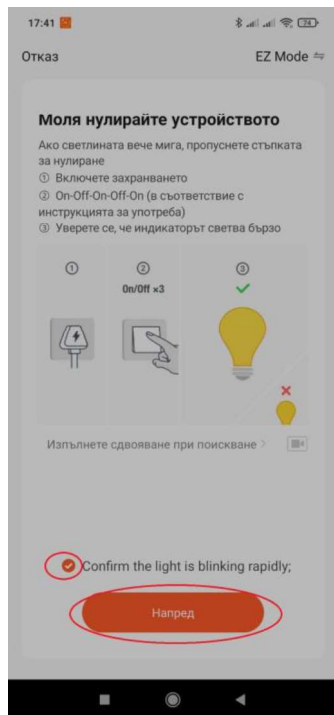 17:41 24
Отказ EZ Mode
Моля нулирайте устройството
Ако светлината вече мига, пропуснете стъпката
за нулиране
① Включете захранването
② On-Off-On-Off-On (в съответствие с
инструкцията за употреба)
③ Уверете се, че индикаторът светва бързо
① ② ③
On/Off ×3
Изпълнете сдвояване при поискване >
Confirm the light is blinking rapidly;
Напред